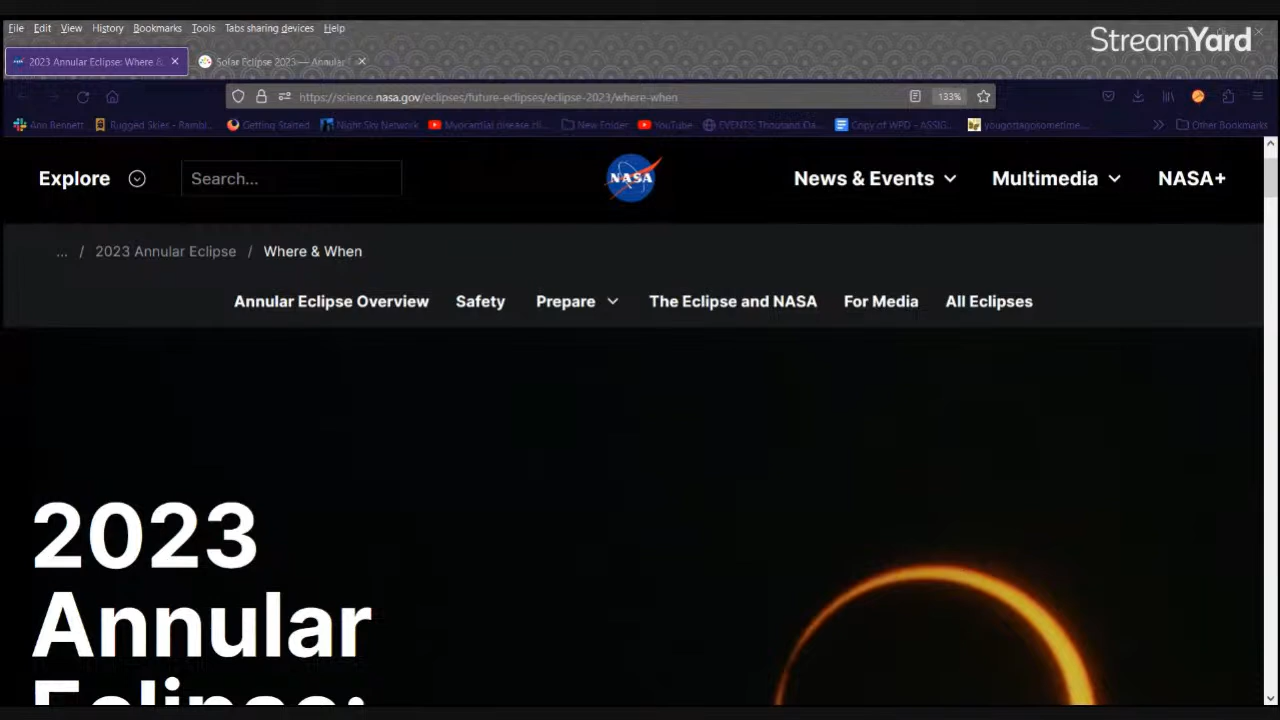 File Edit View History Bookmarks Tools Tabs sharing devices Help
StreamYard
2023 Annular Eclipse: Where &
Solar Eclipse 2023 — Annular
https://science.nasa.gov/eclipses/future-eclipses/eclipse-2023/where-when
133%
Ann Bennett Rugged Skies - Rambl... Getting Started Night Sky Network Myocardial disease cli... New Folder YouTube EVENTS: Thousand Oa... Copy of WPD - ASSIG... yougottagosometime... Other Bookmarks
Explore Search... NASA News & Events Multimedia NASA+
... / 2023 Annular Eclipse / Where & When
Annular Eclipse Overview Safety Prepare The Eclipse and NASA For Media All Eclipses
2023
Annular
Eclipse: